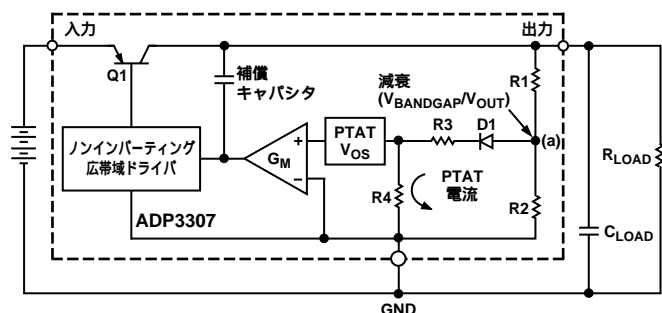 入力
出力
Q1
補償
キャパシタ
減衰
(VBANDGAP/VOUT)
R1
ノンインバーティング
広帯域ドライバ
GM
+
−
PTAT
VOS
R3
D1
(a)
R4
PTAT
電流
R2
RLOAD
CLOAD
ADP3307
GND